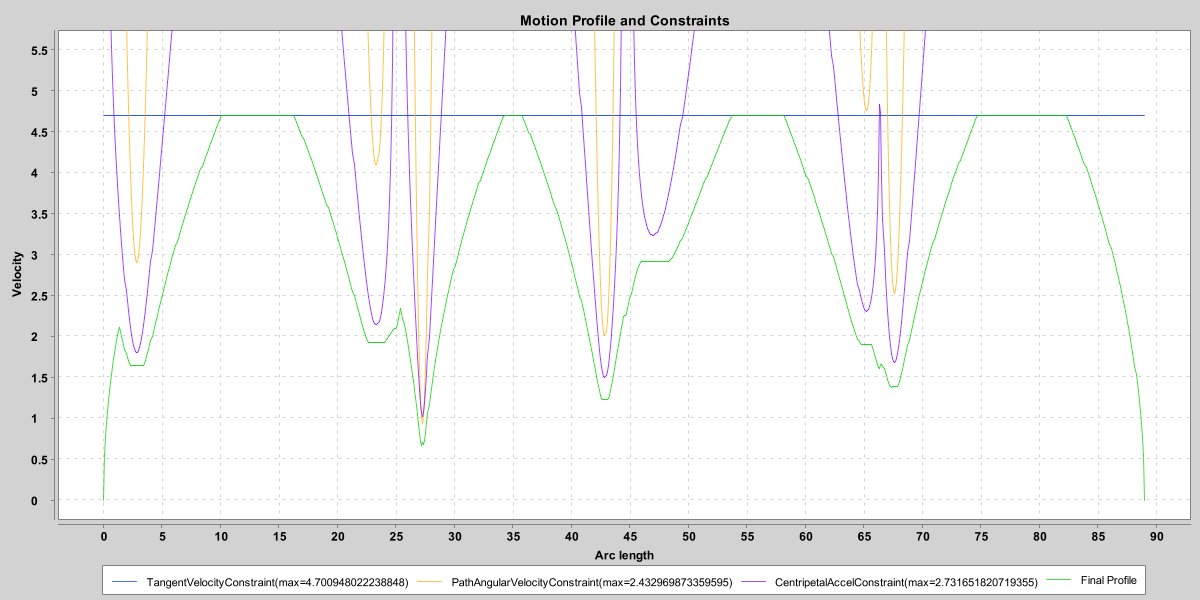 Motion Profile and Constraints
5.5
5
4.5
4
3.5
3
2.5
2
1.5
1
0.5
0
Velocity
0 5 10 15 20 25 30 35 40 45 50 55 60 65 70 75 80 85 90
Arc length
TangentVelocityConstraint(max=4.700948022238848) PathAngularVelocityConstraint(max=2.432969873359595) CentripetalAccelConstraint(max=2.731651820719355) Final Profile